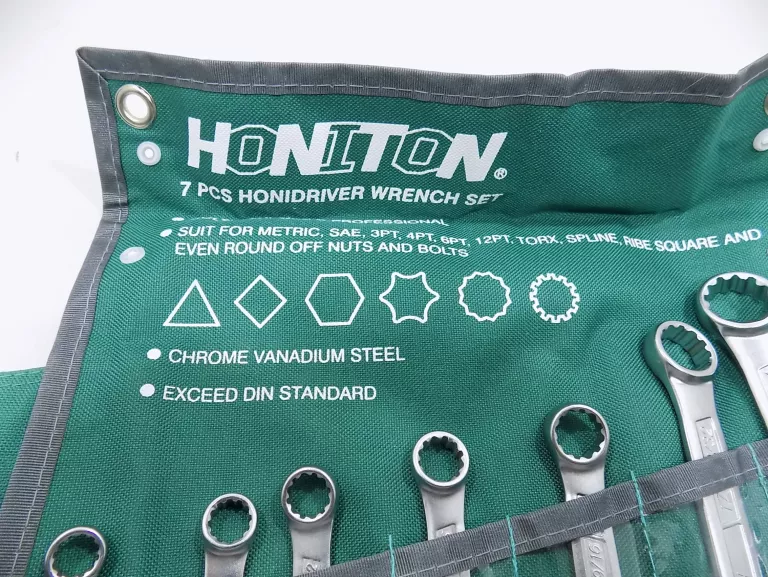 HONITON®
7 PCS HONIDRIVER WRENCH SET
PROFESSIONAL
SUIT FOR METRIC, SAE, 3PT, 4PT, 6PT, 12PT, TORX, SPLINE, RIBE SQUARE AND
EVEN ROUND OFF NUTS AND BOLTS
CHROME VANADIUM STEEL
EXCEED DIN STANDARD